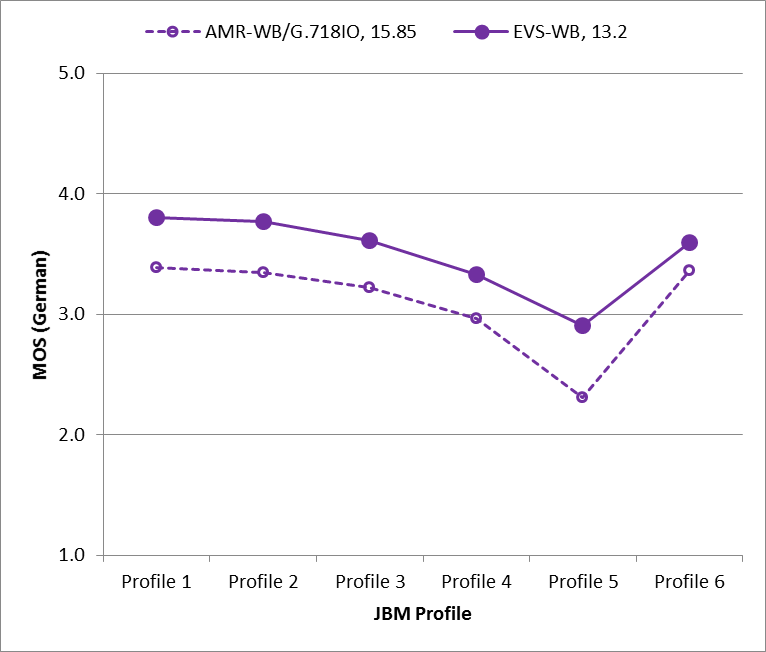 AMR-WB/G.718IO, 15.85 EVS-WB, 13.2
5.0
4.0
3.0
2.0
1.0
MOS (German)
Profile 1 Profile 2 Profile 3 Profile 4 Profile 5 Profile 6
JBM Profile